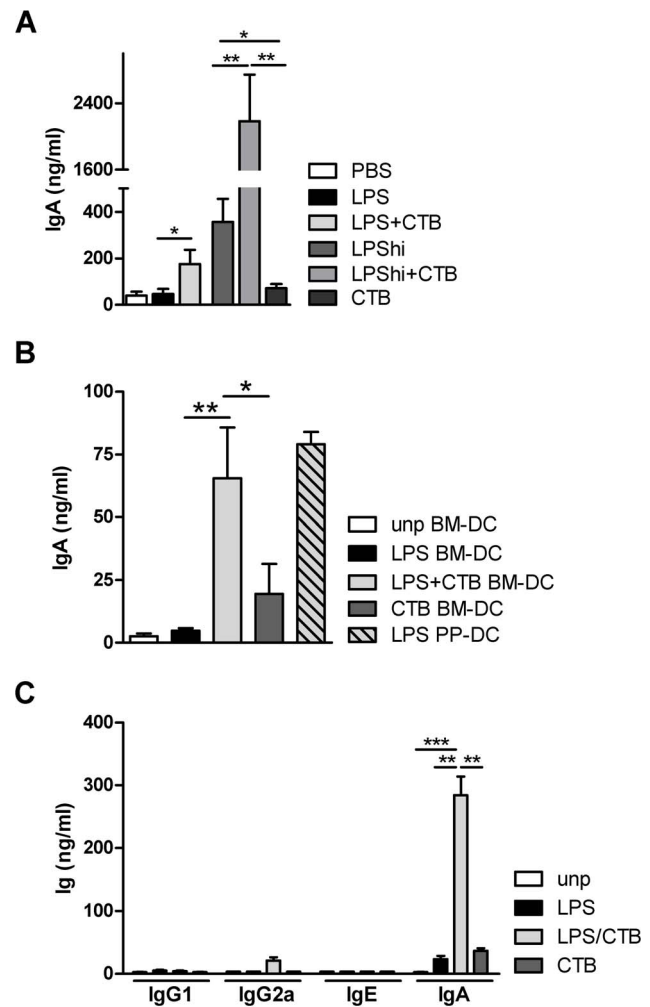 A
*
**
**
2400
1600
400
200
0
IgA (ng/ml)
*
PBS
LPS
LPS+CTB
LPShi
LPShi+CTB
CTB
B
100
75
50
25
0
IgA (ng/ml)
**
*
unp BM-DC
LPS BM-DC
LPS+CTB BM-DC
CTB BM-DC
LPS PP-DC
C
400
300
200
100
0
Ig (ng/ml)
***
**
**
unp
LPS
LPS/CTB
CTB
IgG1
IgG2a
IgE
IgA